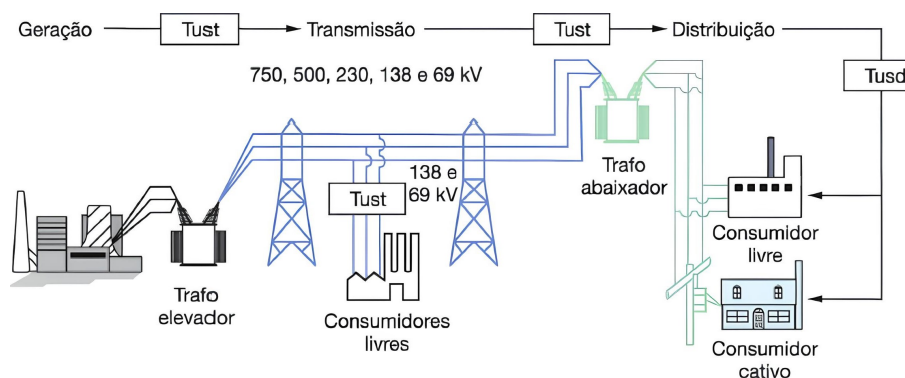 Geração
Tust
Transmissão
Tust
Distribuição
750, 500, 230, 138 e 69 kV
Tusd
138 e
69 kV
Tust
Trafo
abaixador
Consumidor
livre
Trafo
elevador
Consumidores
livres
Consumidor
cativo